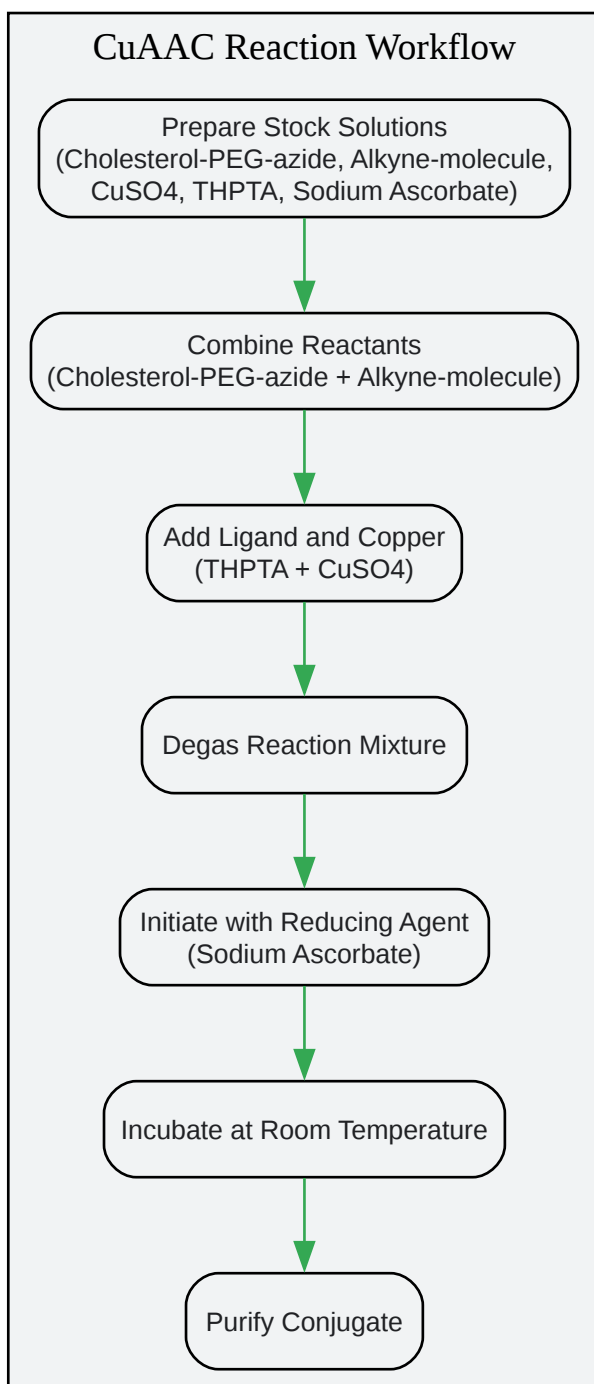 CuAAC Reaction Workflow
Prepare Stock Solutions
(Cholesterol-PEG-azide, Alkyne-molecule,
CuSO4, THPTA, Sodium Ascorbate)
Combine Reactants
(Cholesterol-PEG-azide + Alkyne-molecule)
Add Ligand and Copper
(THPTA + CuSO4)
Degas Reaction Mixture
Initiate with Reducing Agent
(Sodium Ascorbate)
Incubate at Room Temperature
Purify Conjugate